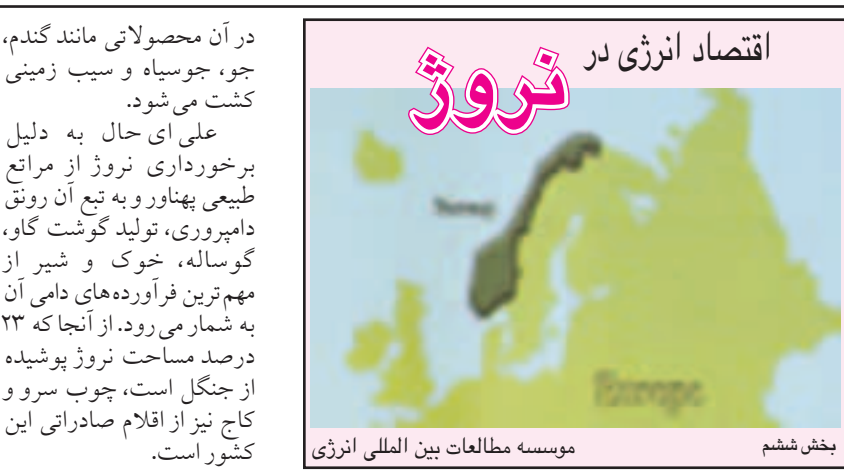 اقتصاد انرژی در
نروژ
Norway
Europe
بخش ششم
موسسه مطالعات بین المللی انرژی
در آن محصولاتی مانند گندم،
جو، جوسیاه و سیب زمینی
کشت می‌شود.
علی ای حال به دلیل
برخورداری نروژ از مراتع
طبیعی پهناور و به تبع آن رونق
دامپروری، تولید گوشت گاو،
گوساله، خوک و شیر از
مهم‌ترین فرآورده‌های دامی آن
به شمار می‌رود. از آنجا که ۲۳
درصد مساحت نروژ پوشیده
از جنگل است، چوب سرو و
کاج نیز از اقلام صادراتی این
کشور است.